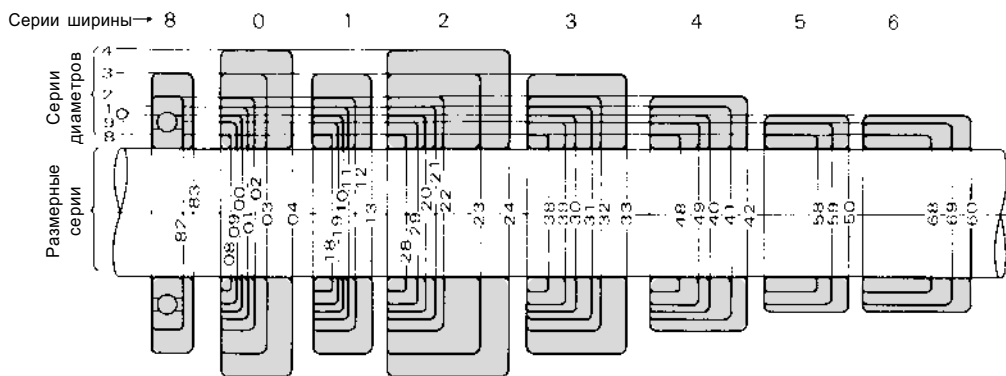 Серии ширины → 8 0 1 2 3 4 5 6
Серии диаметров
4
3
2
1
0
9
8
Размерные серии
82 83
08 09 00 01 02 03 04
18 19 10 11 12 13
28 29 20 21 22 23 24
38 39 30 31 32 33
48 49 40 41 42
58 59 50
68 69 60